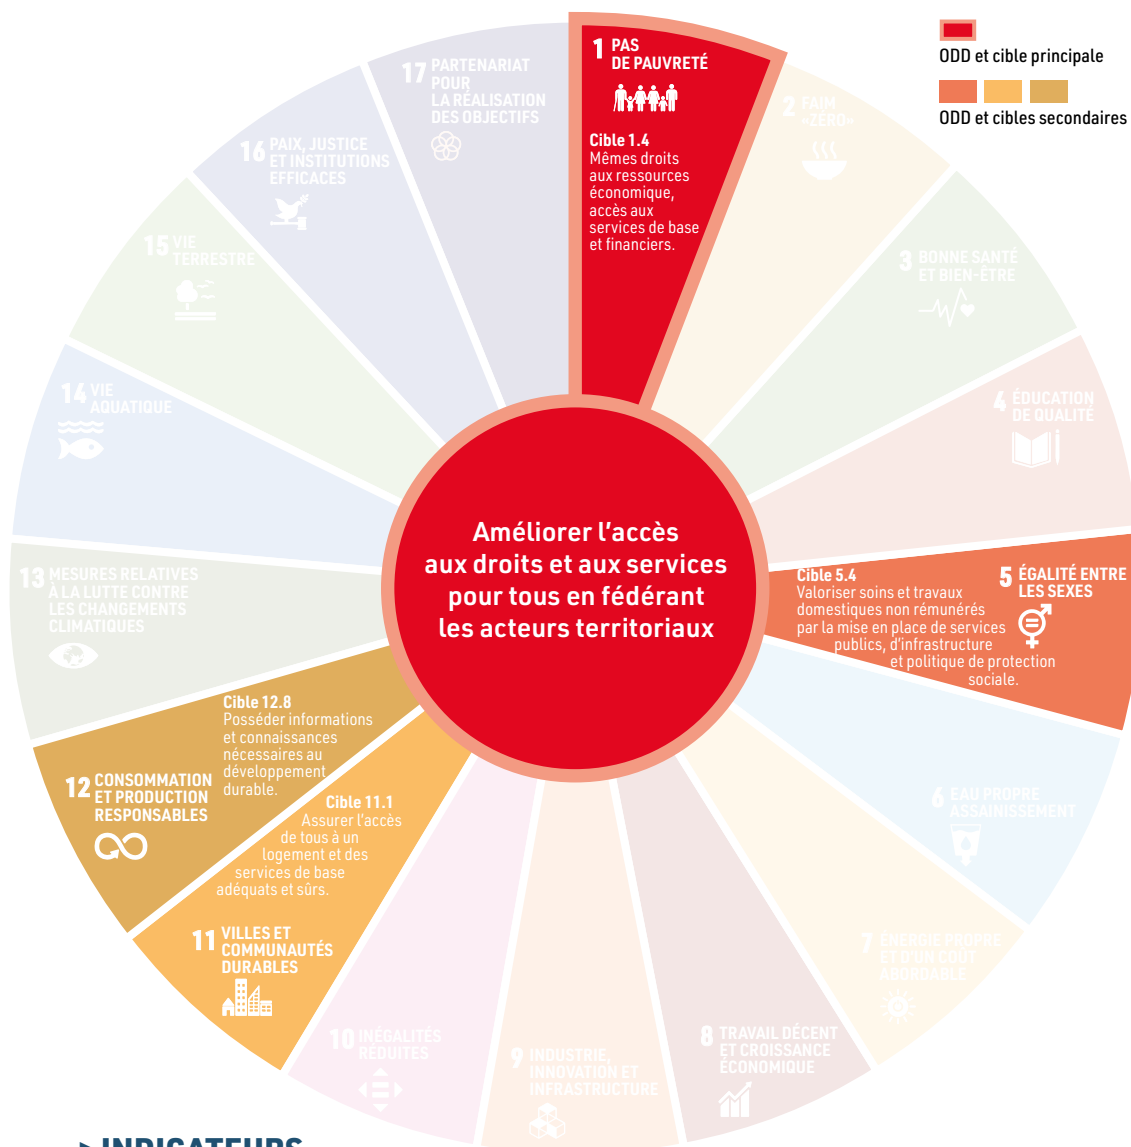 1 PAS
DE PAUVRETÉ
Cible 1.4
Mêmes droits
aux ressources
économique,
accès aux
services de base
et financiers.
2 FAIM
«ZÉRO»
3 BONNE SANTÉ
ET BIEN-ÊTRE
4 ÉDUCATION
DE QUALITÉ
5 ÉGALITÉ ENTRE
LES SEXES
Cible 5.4
Valoriser soins et travaux
domestiques non rémunérés
par la mise en place de services
publics, d'infrastructure
et politique de protection
sociale.
6 EAU PROPRE
ASSAINISSEMENT
7 ÉNERGIE PROPRE
ET D'UN COÛT
ABORDABLE
8 TRAVAIL DÉCENT
ET CROISSANCE
ÉCONOMIQUE
9 INDUSTRIE,
INNOVATION ET
INFRASTRUCTURE
10 INÉGALITÉS
RÉDUITES
11 VILLES ET
COMMUNAUTÉS
DURABLES
Cible 11.1
Assurer l'accès
de tous à un
logement et des
services de base
adéquats et sûrs.
12 CONSOMMATION
ET PRODUCTION
RESPONSABLES
Cible 12.8
Posséder informations
et connaissances
nécessaires au
développement
durable.
13 MESURES RELATIVES
À LA LUTTE CONTRE
LES CHANGEMENTS
CLIMATIQUES
14 VIE
AQUATIQUE
15 VIE
TERRESTRE
16 PAIX, JUSTICE
ET INSTITUTIONS
EFFICACES
17 PARTENARIAT
POUR
LA RÉALISATION
DES OBJECTIFS
Améliorer l'accès
aux droits et aux services
pour tous en fédérant
les acteurs territoriaux
ODD et cible principale
ODD et cibles secondaires
> INDICATEURS